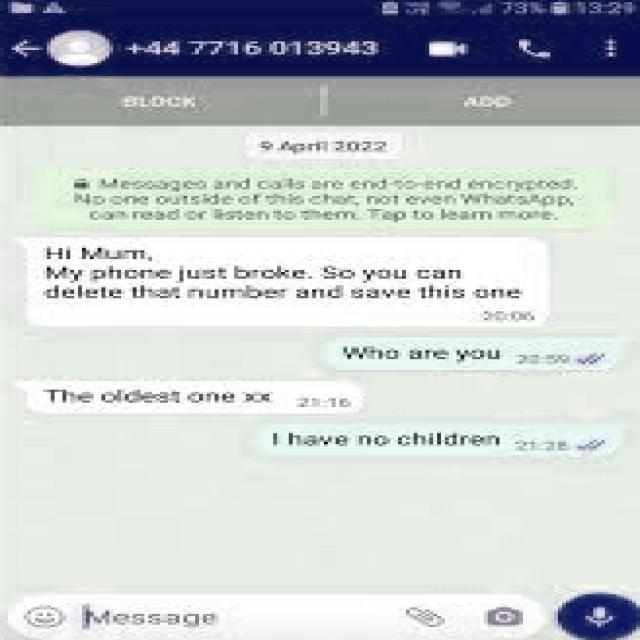 73% 13:29
+44 7716 013943
BLOCK
ADD
9 April 2022
Messages and calls are end-to-end encrypted.
No one outside of this chat, not even WhatsApp,
can read or listen to them. Tap to learn more.
Hi Mum,
My phone just broke. So you can
delete that number and save this one
20:06
Who are you
The oldest one xx 21:16
I have no children 21:28
Message